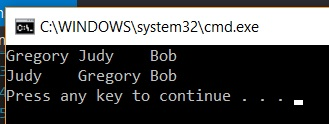 C:\WINDOWS\system32\cmd.exe
Gregory Judy    Bob
Judy    Gregory Bob
Press any key to continue . . .